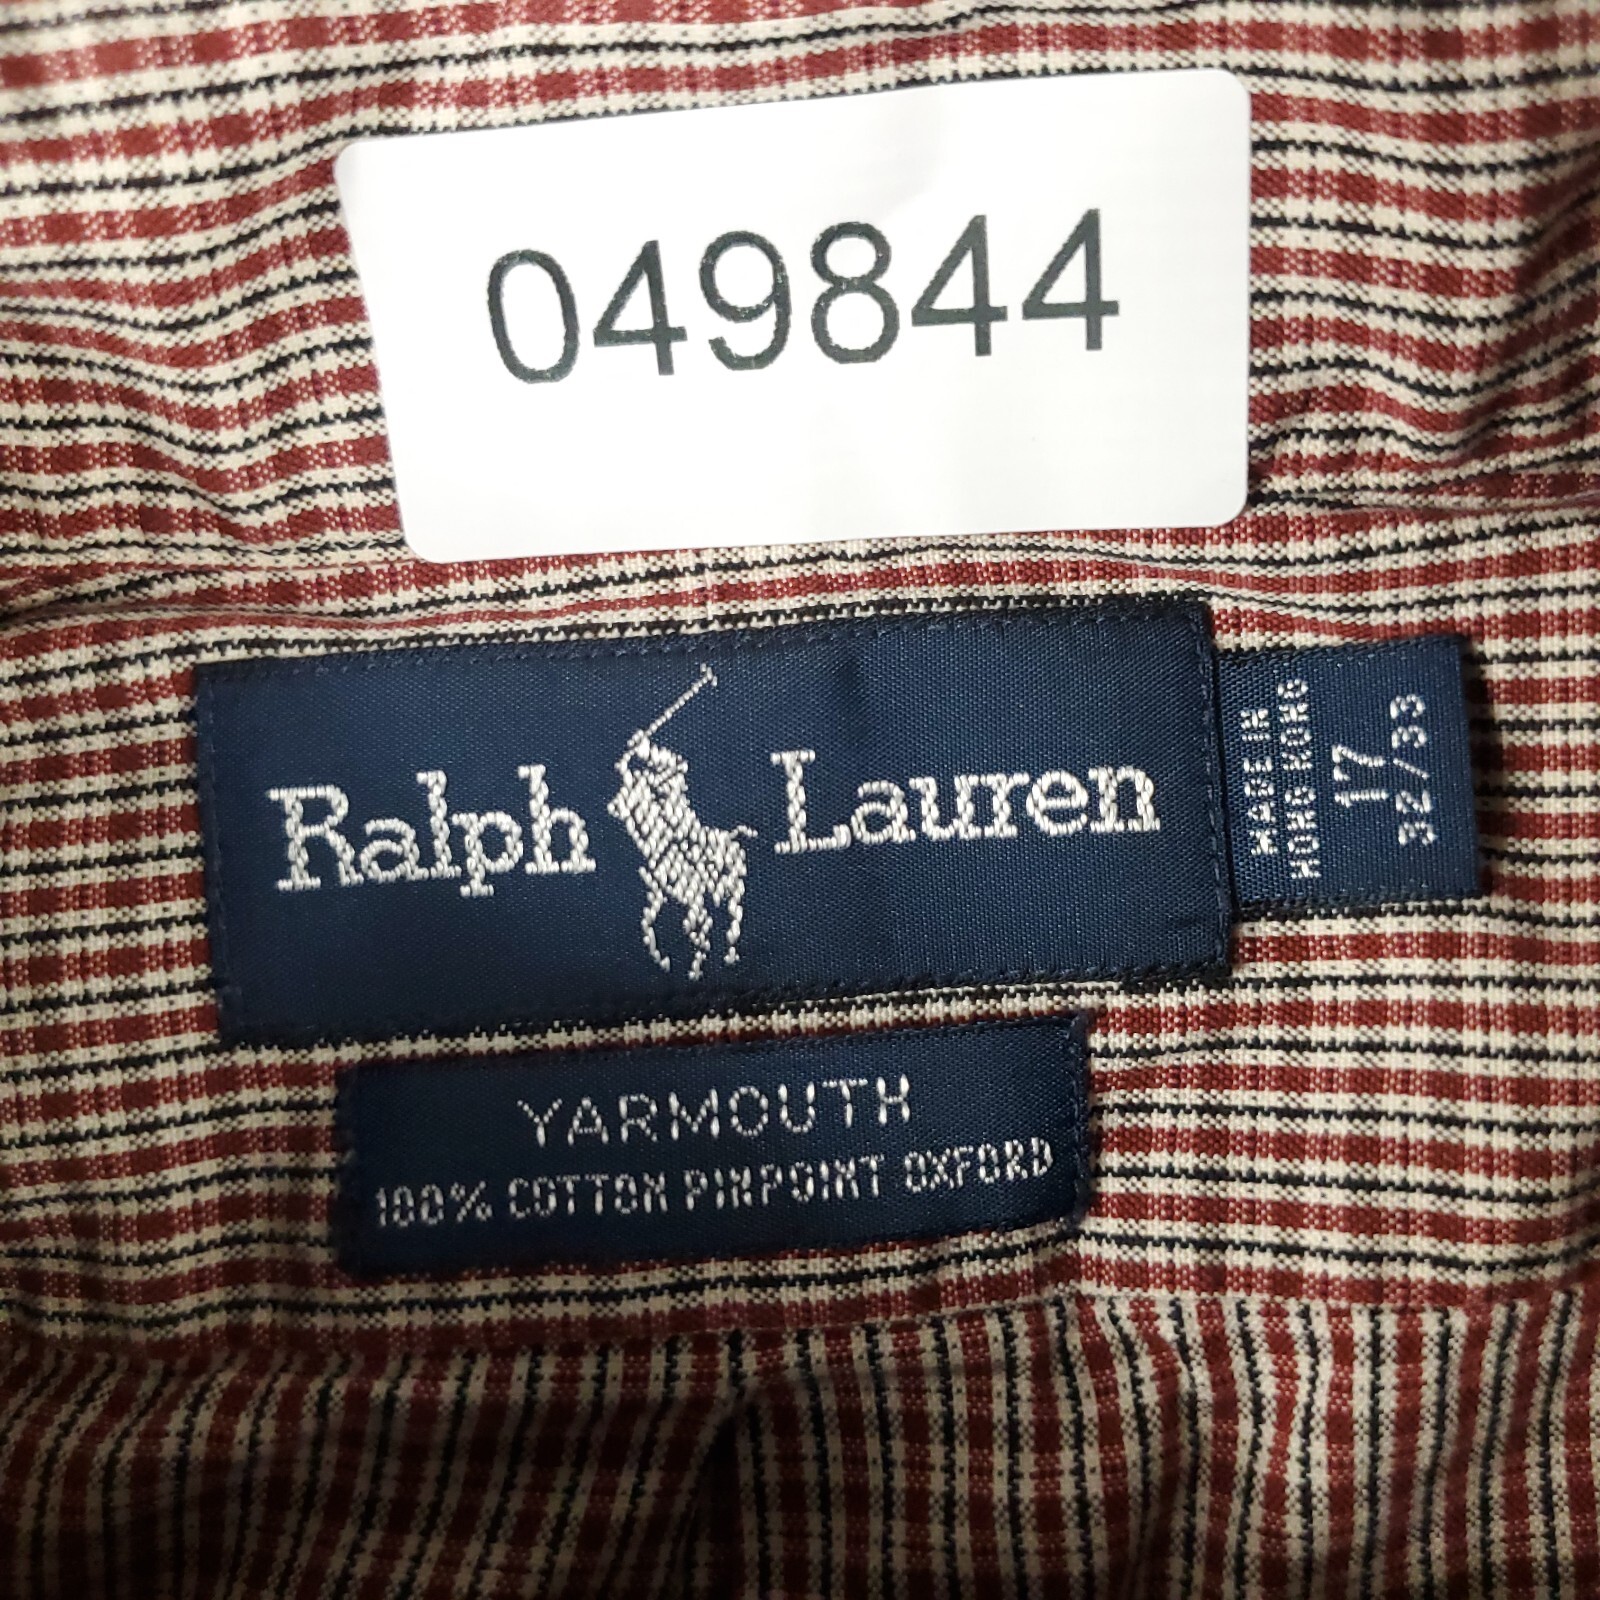 049844
Ralph Lauren
MADE IN
HONG KONG
17
32/33
YARMOUTH
100% COTTON PINPOINT OXFORD